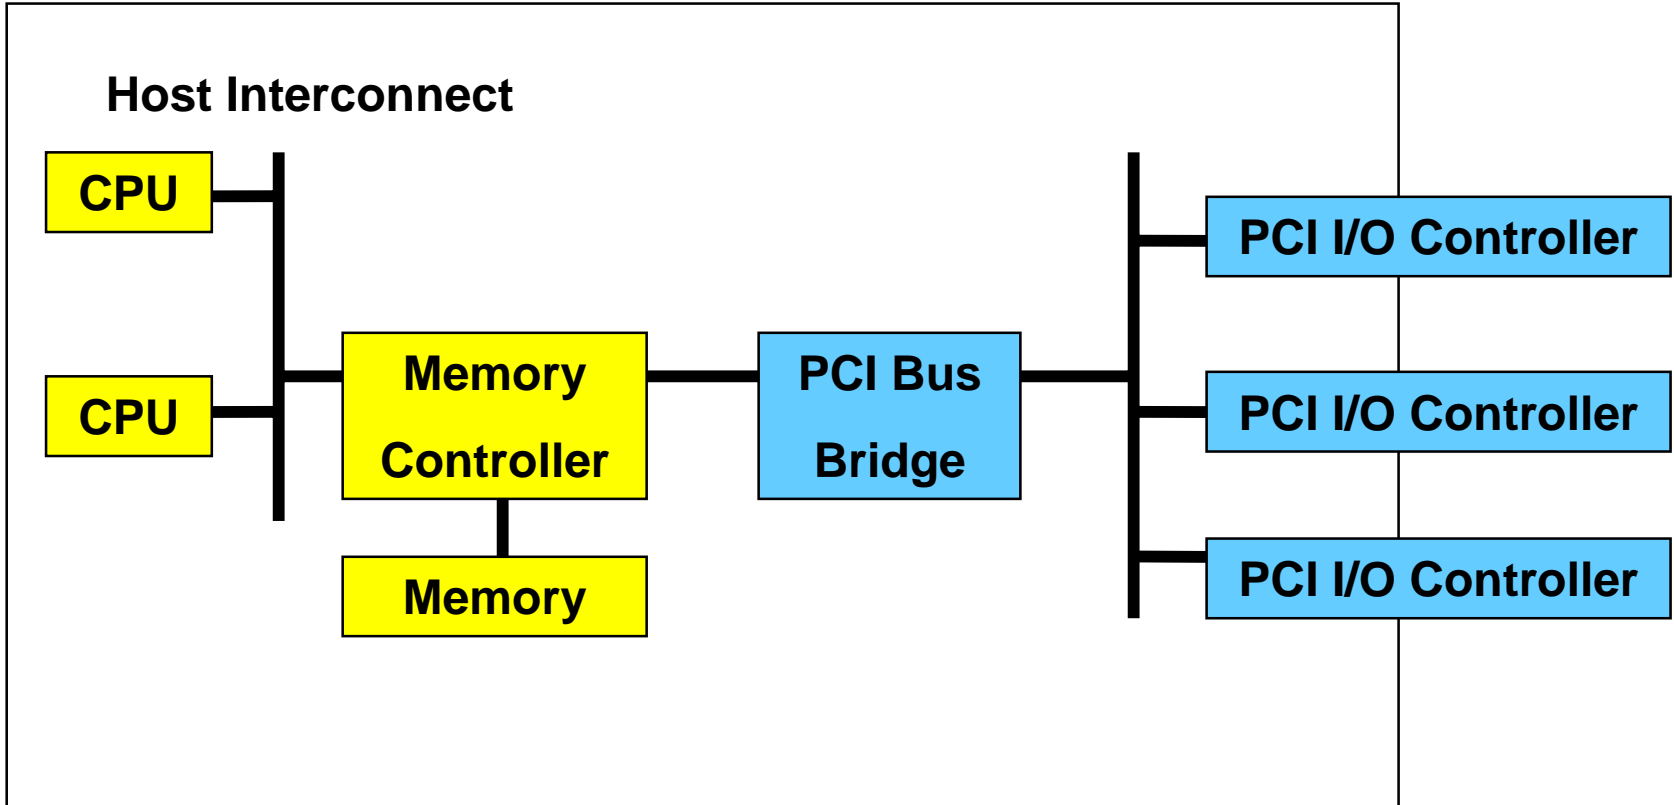 Host Interconnect
CPU
CPU
Memory
Controller
Memory
PCI Bus
Bridge
PCI I/O Controller
PCI I/O Controller
PCI I/O Controller